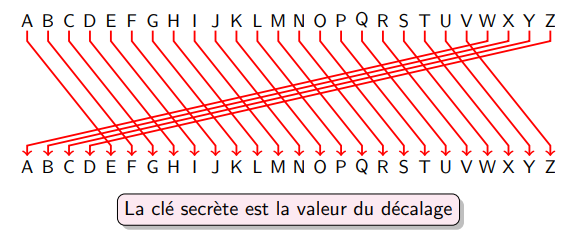 A B C D E F G H I J K L M N O P Q R S T U V W X Y Z
A B C D E F G H I J K L M N O P Q R S T U V W X Y Z
La clé secrète est la valeur du décalage